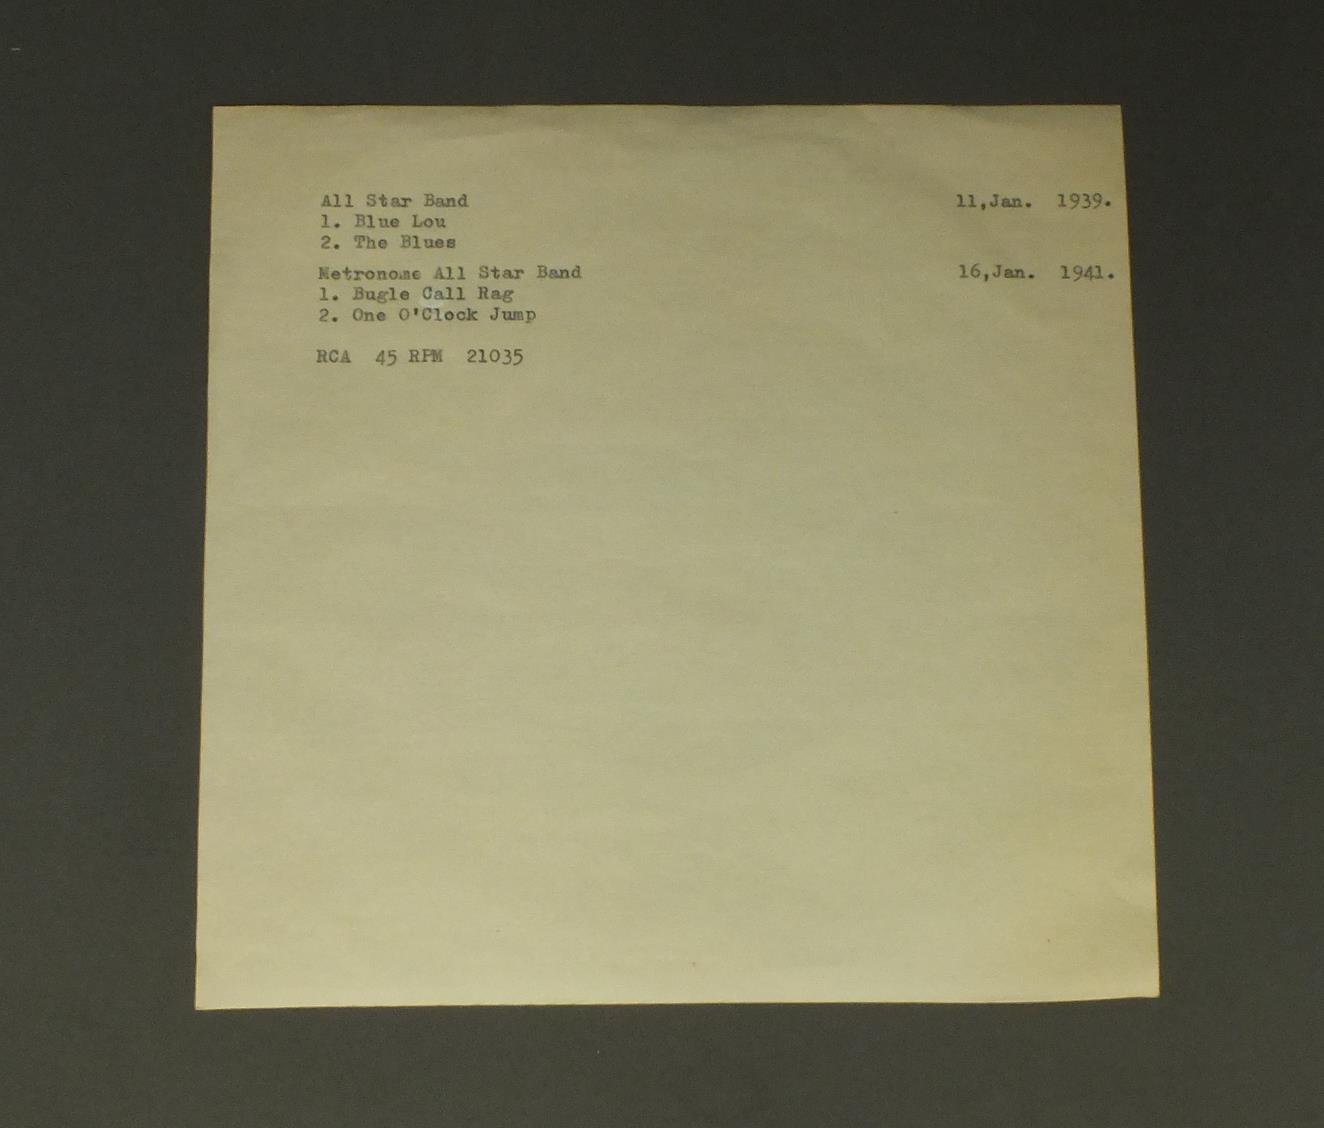 All Star Band 11,Jan. 1939.
1. Blue Lou
2. The Blues
Metronome All Star Band 16,Jan. 1941.
1. Bugle Call Rag
2. One O'Clock Jump
RCA 45 RPM 21035